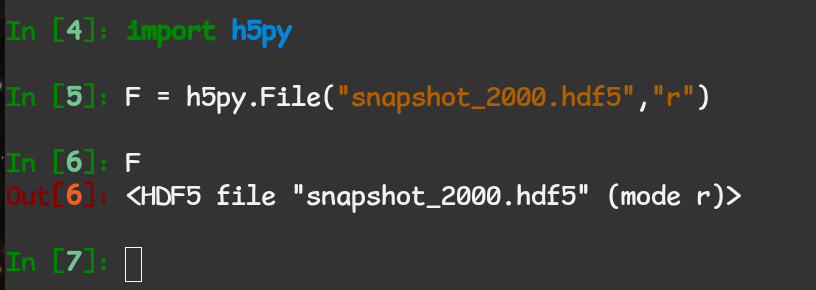 In [4]: import h5py
In [5]: F = h5py.File("snapshot_2000.hdf5","r")
In [6]: F
Out[6]: <HDF5 file "snapshot_2000.hdf5" (mode r)>
In [7]: